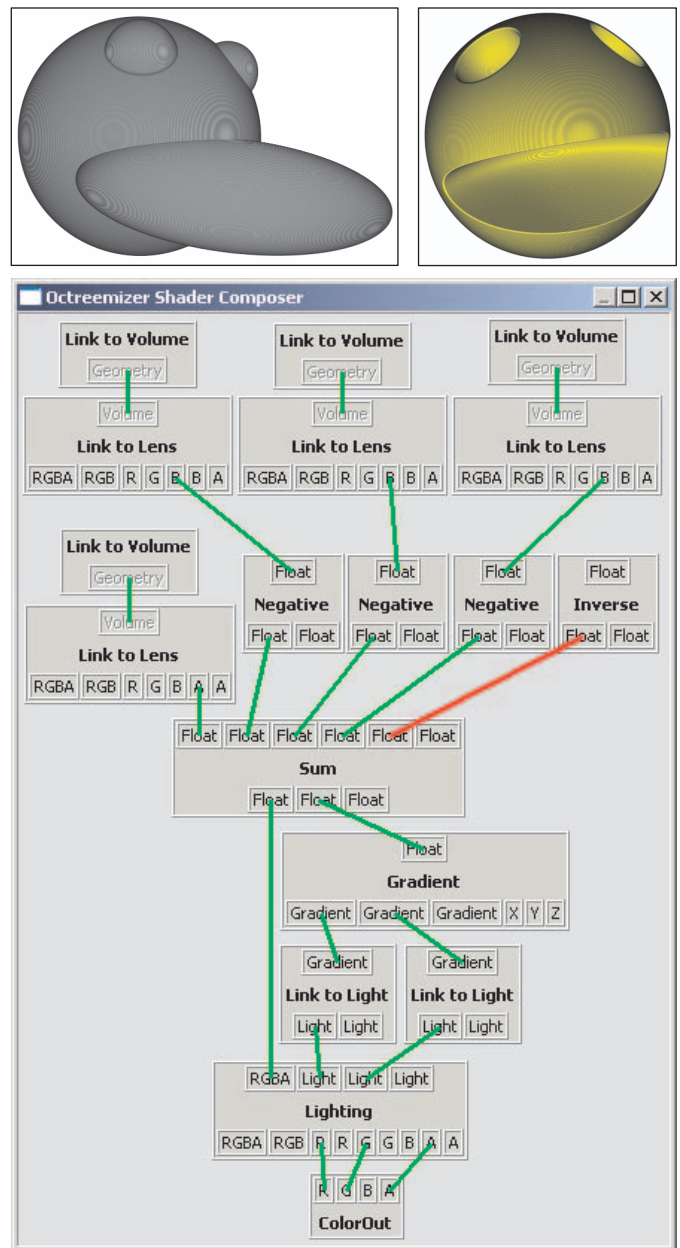 Octreemizer Shader Composer
Link to Volume Link to Volume Link to Volume
Geometry Geometry Geometry
Volume Volume Volume
Link to Lens Link to Lens Link to Lens
RGBA RGB R G B B A RGBA RGB R G B B A RGBA RGB R G B B A
Link to Volume
Geometry
Float Float Float Float
Negative Negative Negative Inverse
Float Float Float Float Float Float Float Float
Volume
Link to Lens
RGBA RGB R G B A A
Float Float Float Float Float Float
Sum
Float Float Float
Float
Gradient
Gradient Gradient Gradient X Y Z
Gradient Gradient
Link to Light Link to Light
Light Light Light Light
RGBA Light Light Light
Lighting
RGBA RGB R R G G B A A
R G B A
ColorOut